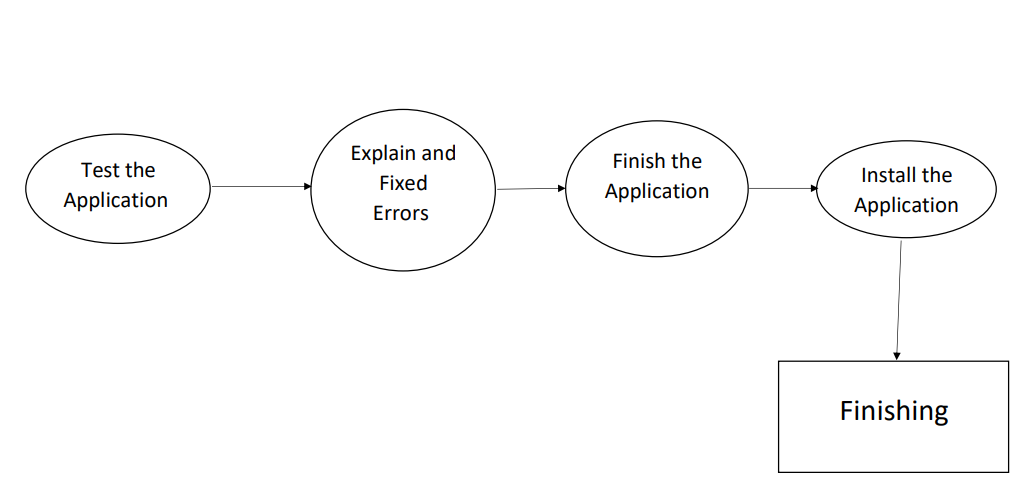 Test the
Application
Explain and
Fixed
Errors
Finish the
Application
Install the
Application
Finishing